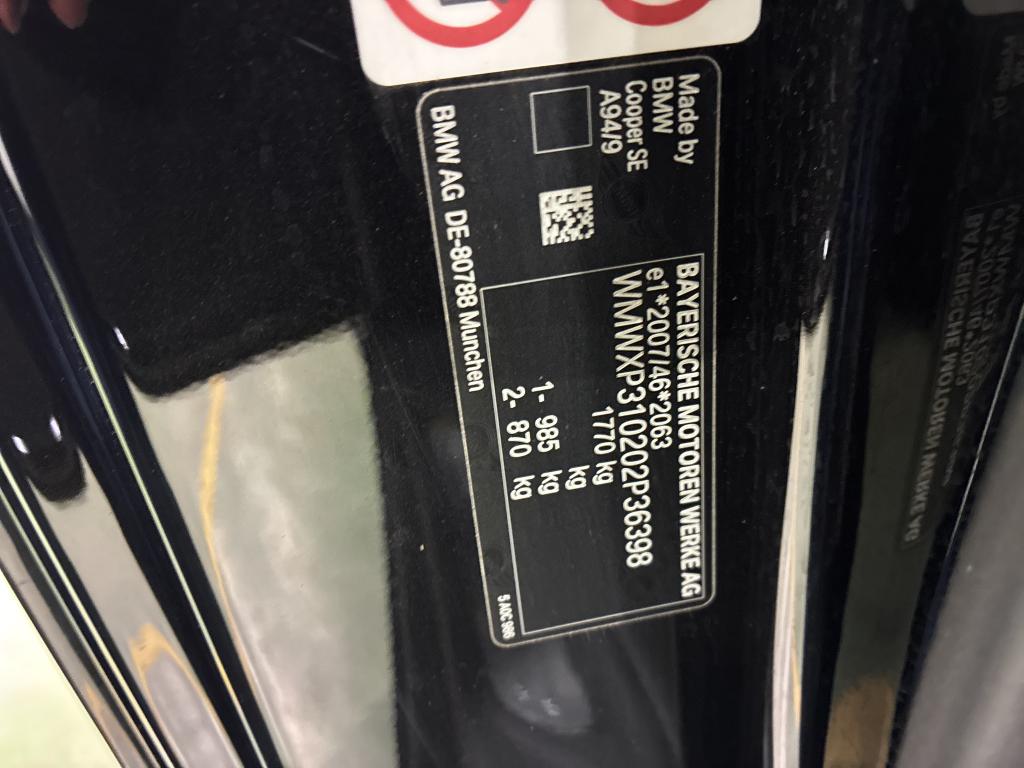 Made by
BMW
Cooper SE
A94/9
BAYERISCHE MOTOREN WERKE AG
e1*2007/46*2063
WMWXP310202P36398
1770 kg
kg
1- 985 kg
2- 870 kg
BMW AG DE-80788 Munchen